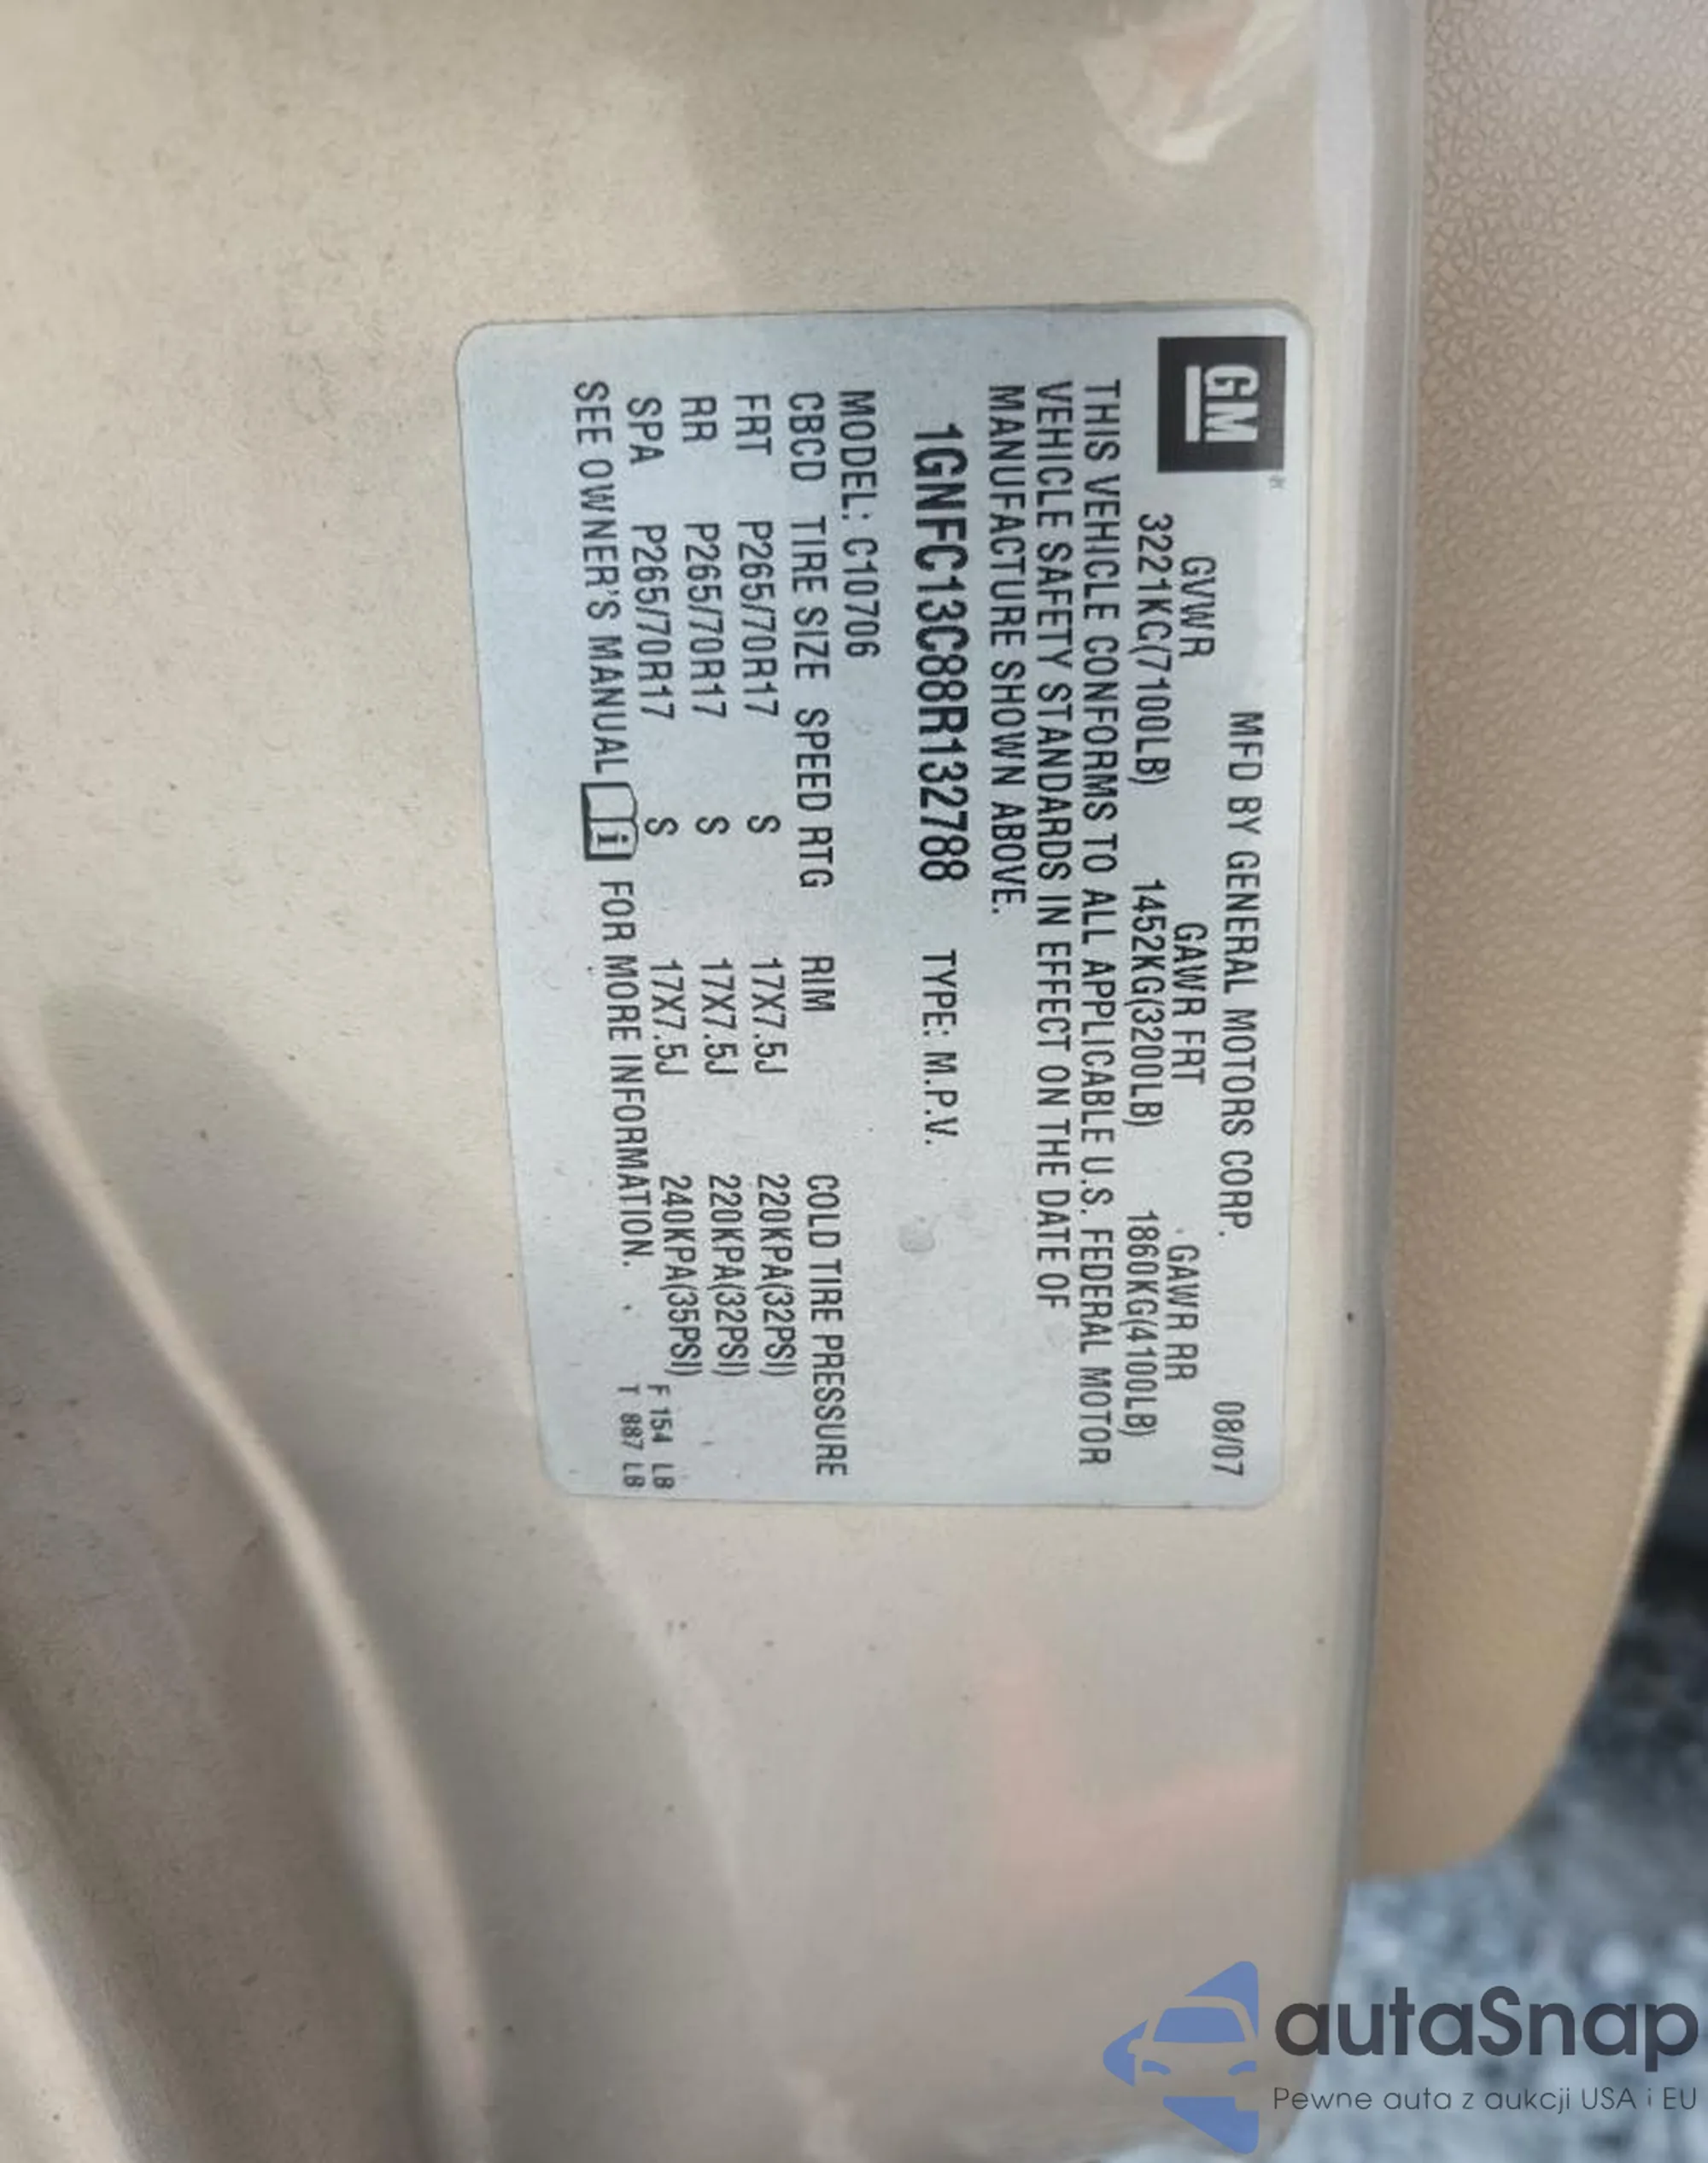 GM
MFD BY GENERAL MOTORS CORP. 08/07
GVWR GAWR FRT GAWR RR
3221KG(7100LB) 1452KG(3200LB) 1860KG(4100LB)
THIS VEHICLE CONFORMS TO ALL APPLICABLE U.S. FEDERAL MOTOR
VEHICLE SAFETY STANDARDS IN EFFECT ON THE DATE OF
MANUFACTURE SHOWN ABOVE.
1GNFC13C88R132788 TYPE: M.P.V.
MODEL: C10706
CBCD TIRE SIZE SPEED RTG RIM COLD TIRE PRESSURE
FRT P265/70R17 S 17X7.5J 220KPA(32PSI)
RR P265/70R17 S 17X7.5J 220KPA(32PSI)
SPA P265/70R17 S 17X7.5J 240KPA(35PSI)
SEE OWNER'S MANUAL i FOR MORE INFORMATION.
F 154 LB
T 887 LB
autaSnap
Pewne auta z aukcji USA i EU